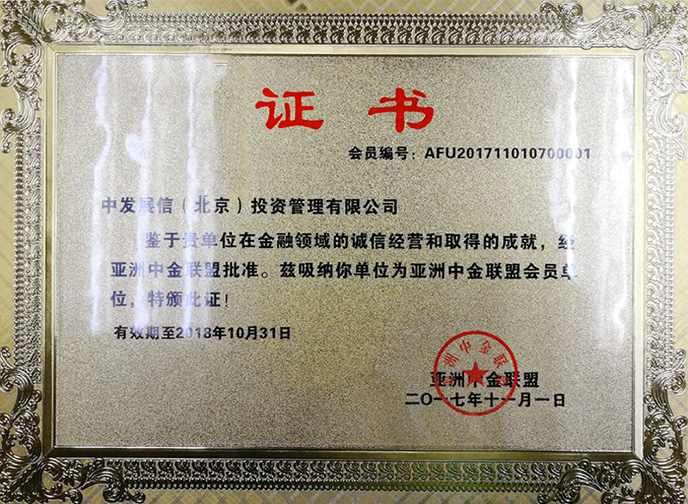 证书
会员编号：AFU201711010700001
中发展信（北京）投资管理有限公司
鉴于贵单位在金融领域的诚信经营和取得的成就，经
亚洲中金联盟批准。兹吸纳你单位为亚洲中金联盟会员单
位，特颁此证！
有效期至2018年10月31日
亚洲中金联盟
亚洲中金联盟
二〇一七年十一月一日